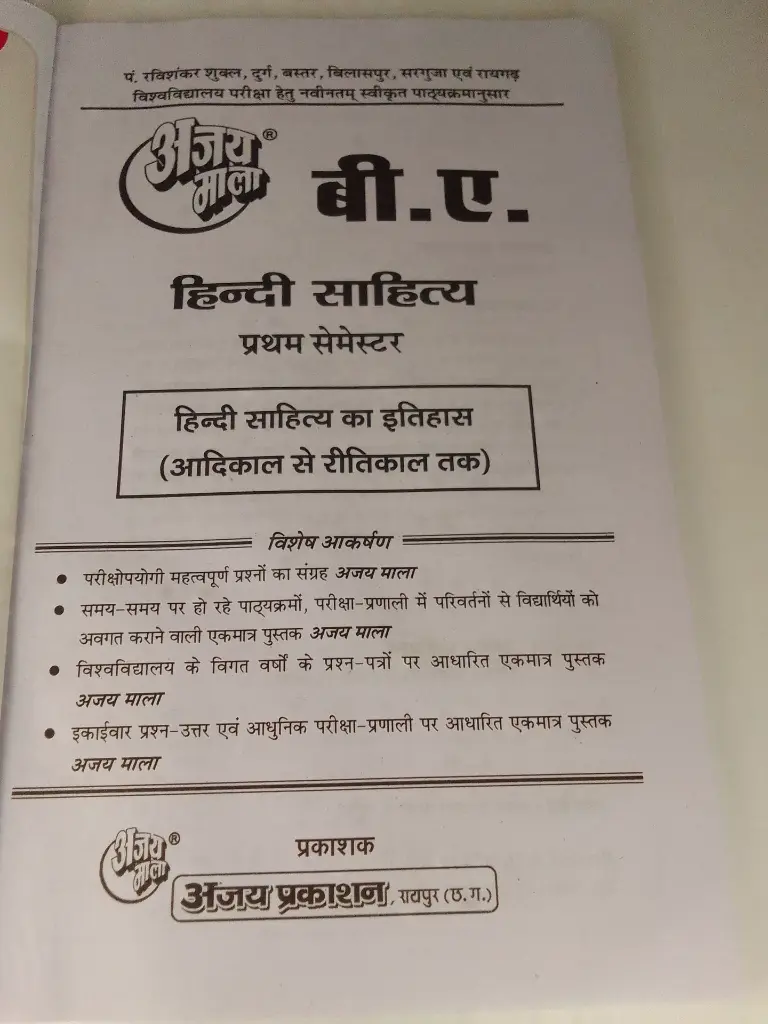 पं. रविशंकर शुक्ल, दुर्ग, बस्तर, बिलासपुर, सरगुजा एवं रायगढ़
विश्वविद्यालय परीक्षा हेतु नवीनतम् स्वीकृत पाठ्यक्रमानुसार
अजय ®
माला
बी.ए.
हिन्दी साहित्य
प्रथम सेमेस्टर
हिन्दी साहित्य का इतिहास
(आदिकाल से रीतिकाल तक)
विशेष आकर्षण
• परीक्षोपयोगी महत्वपूर्ण प्रश्नों का संग्रह अजय माला
• समय-समय पर हो रहे पाठ्यक्रमों, परीक्षा-प्रणाली में परिवर्तनों से विद्यार्थियों को
अवगत कराने वाली एकमात्र पुस्तक अजय माला
• विश्वविद्यालय के विगत वर्षों के प्रश्न-पत्रों पर आधारित एकमात्र पुस्तक
अजय माला
• इकाईवार प्रश्न-उत्तर एवं आधुनिक परीक्षा-प्रणाली पर आधारित एकमात्र पुस्तक
अजय माला
अजय ®
माला
प्रकाशक
अजय प्रकाशन, रायपुर (छ.ग.)